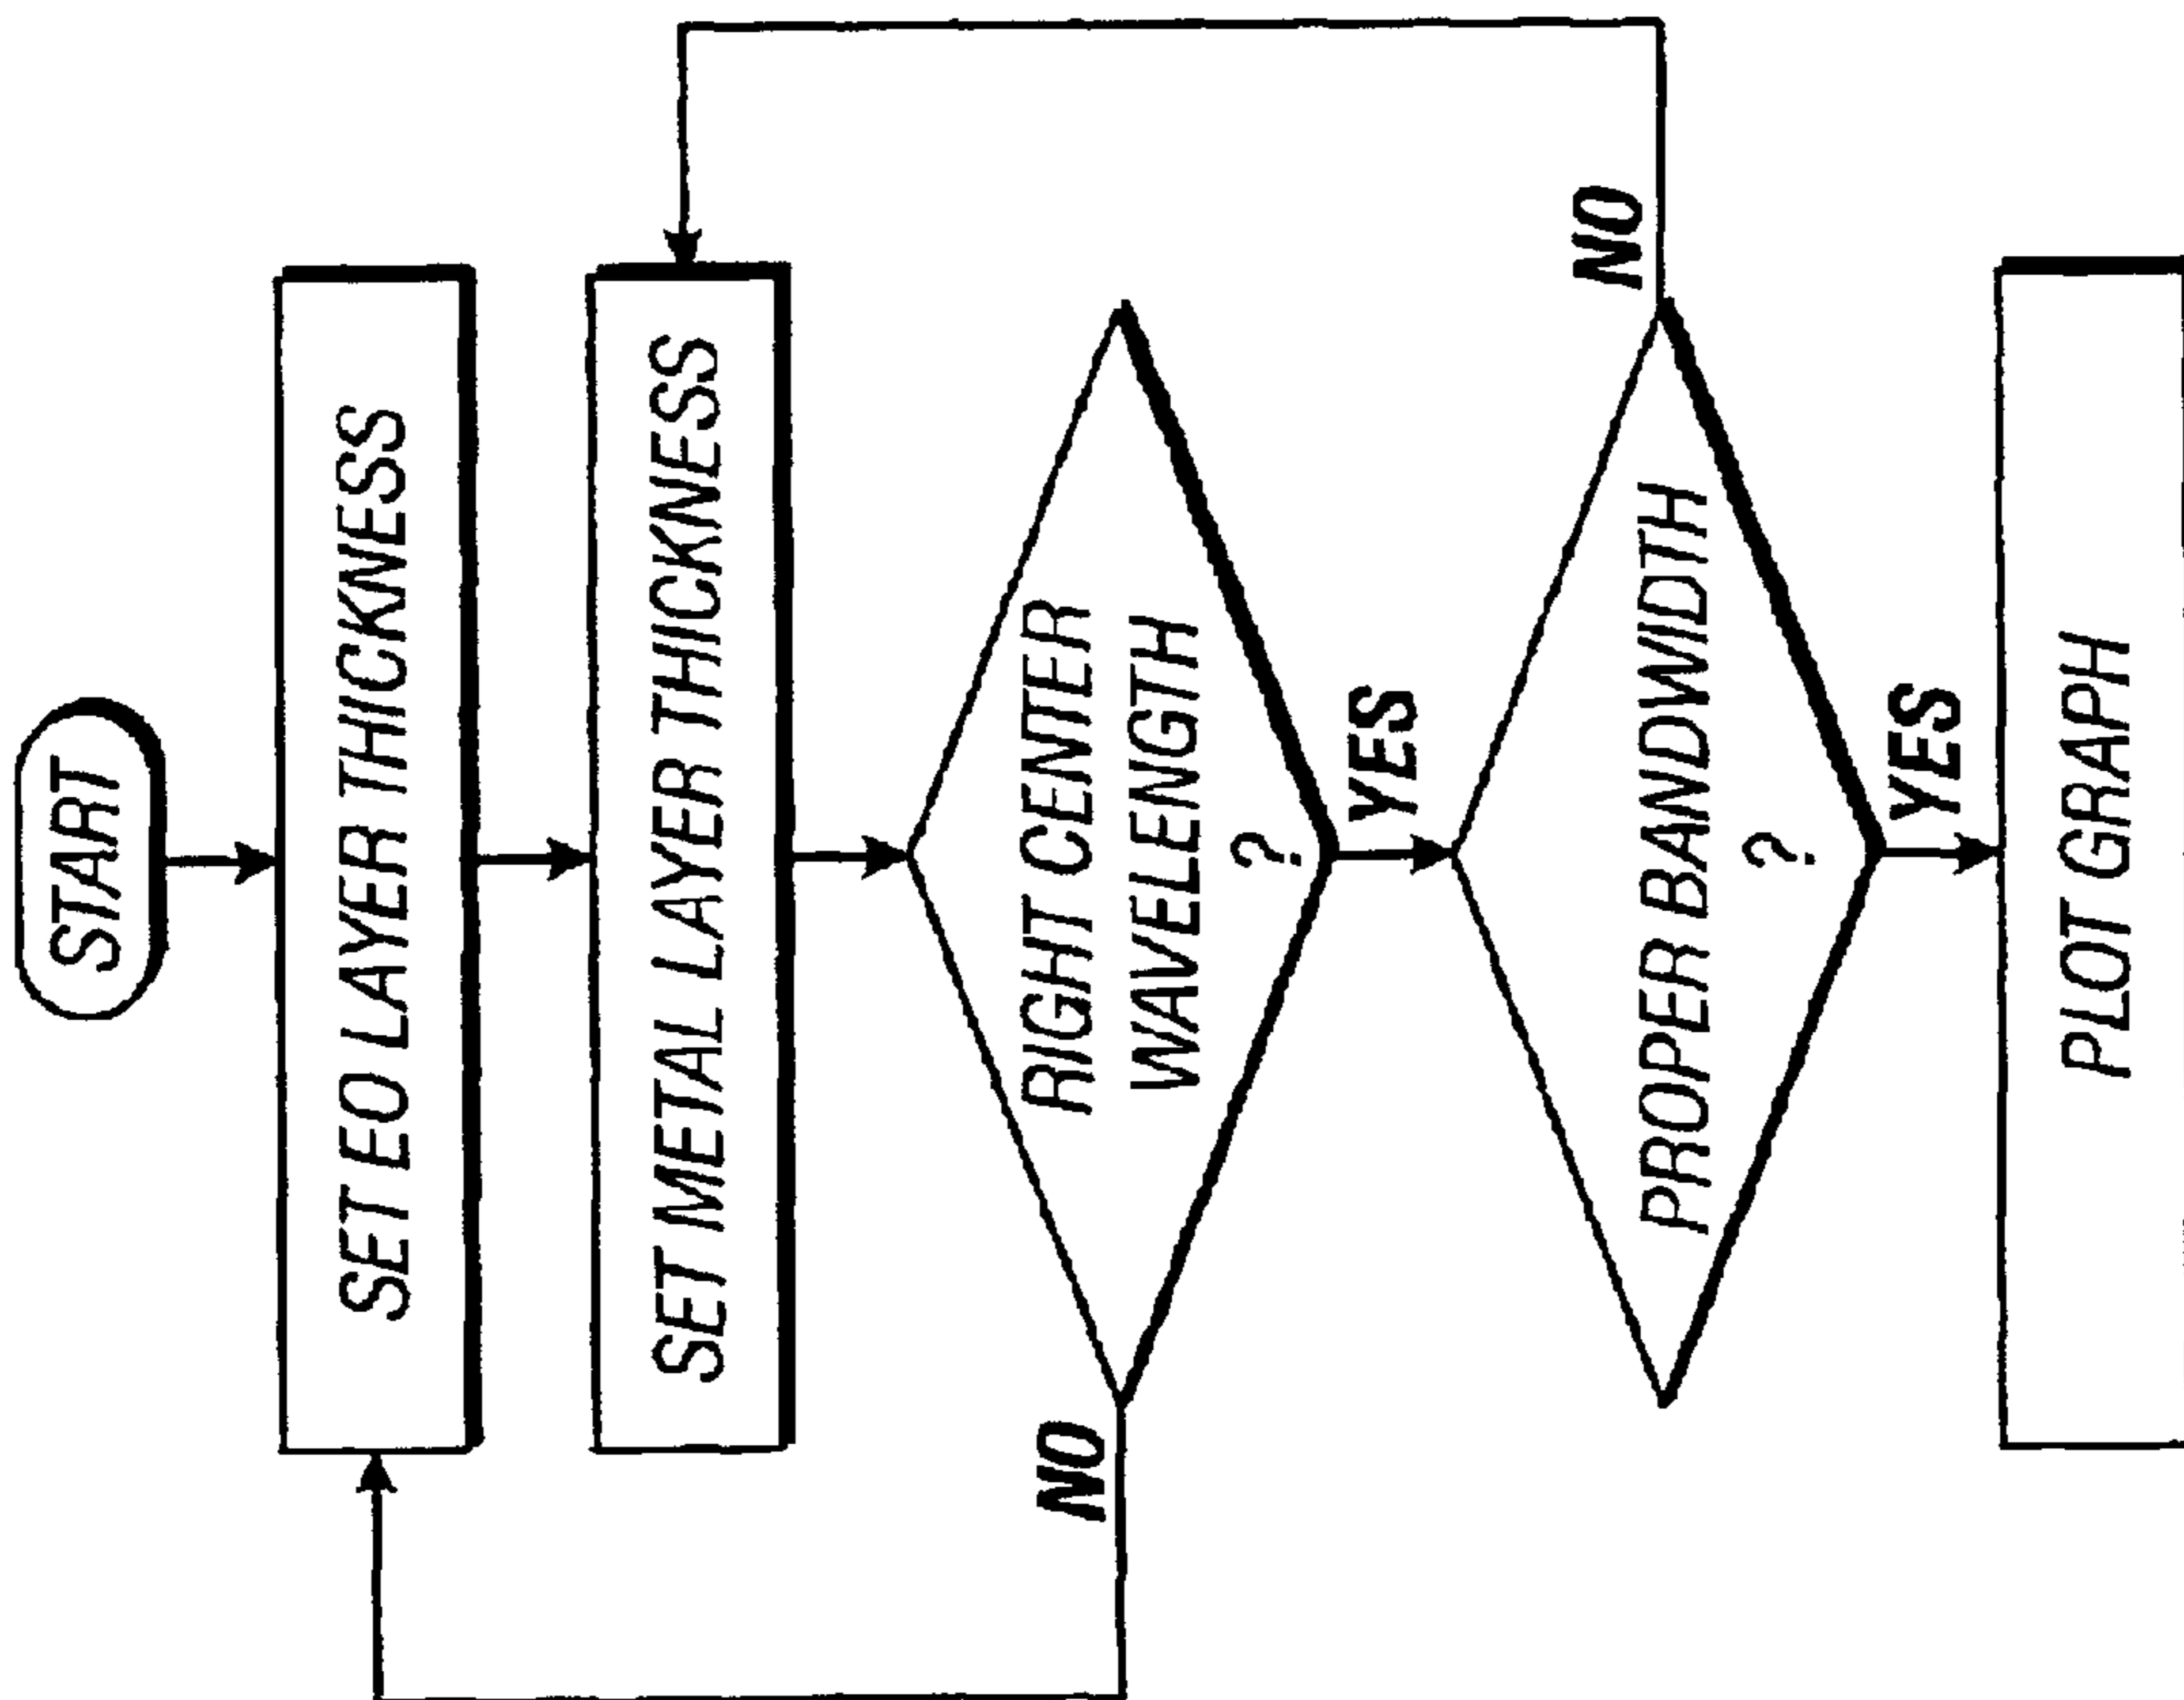 START
SET EO LAYER THICKNESS
SET METAL LAYER THICKNESS
RIGHT CENTER
WAVELENGTH
?
NO
YES
PROPER BANDWIDTH
?
NO
YES
PLOT GRAPH